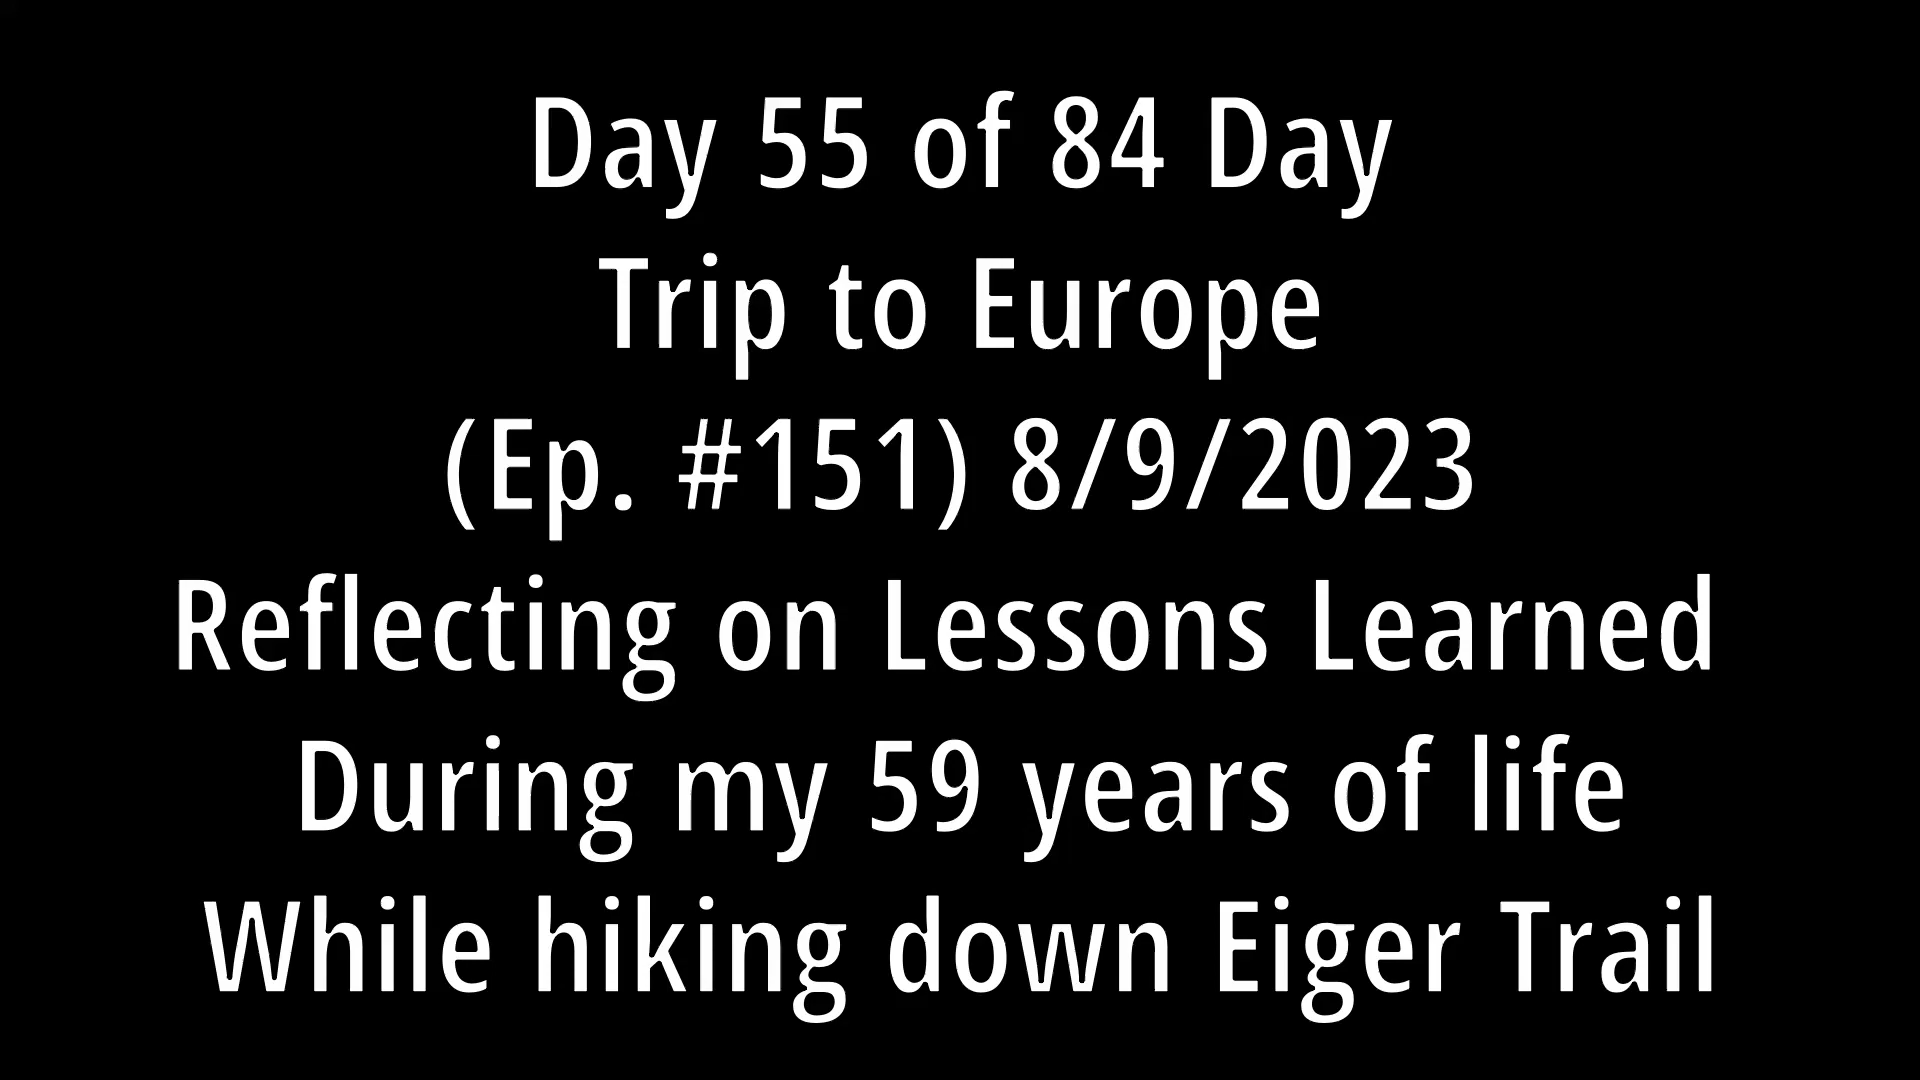 Day 55 of 84 Day
Trip to Europe
(Ep. #151) 8/9/2023
Reflecting on Lessons Learned
During my 59 years of life
While hiking down Eiger Trail